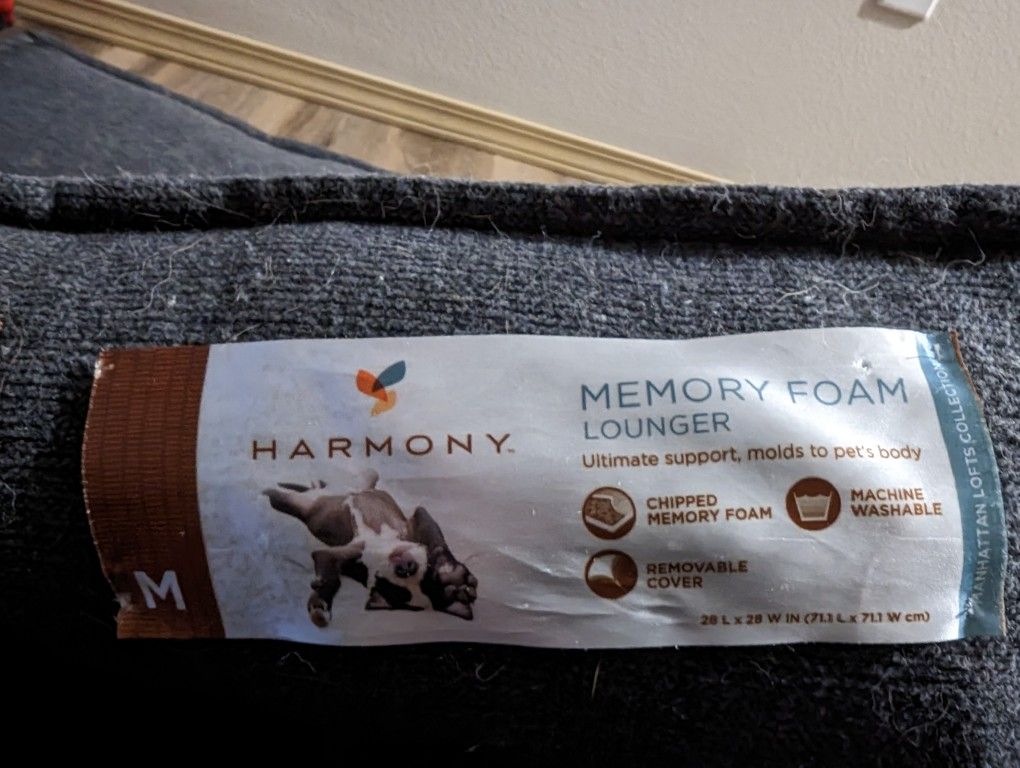 HARMONY™
M
MEMORY FOAM
LOUNGER
Ultimate support, molds to pet's body
CHIPPED
MEMORY FOAM
MACHINE
WASHABLE
REMOVABLE
COVER
28 L x 28 W IN (71.1 L x 71.1 W cm)
MANHATTAN LOFTS COLLECTION